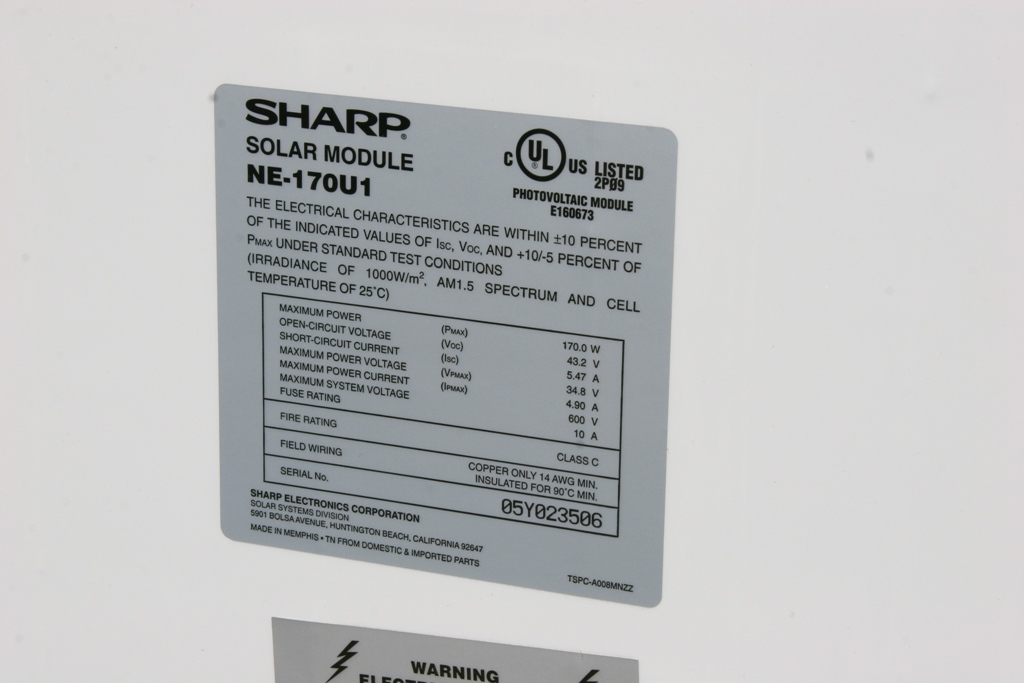 SHARP®
SOLAR MODULE
NE-170U1
C UL® US LISTED
2PØ9
PHOTOVOLTAIC MODULE
E160673
THE ELECTRICAL CHARACTERISTICS ARE WITHIN ±10 PERCENT
OF THE INDICATED VALUES OF Isc, Voc, AND +10/-5 PERCENT OF
PMAX UNDER STANDARD TEST CONDITIONS
(IRRADIANCE OF 1000W/m², AM1.5 SPECTRUM AND CELL
TEMPERATURE OF 25°C)
MAXIMUM POWER (PMAX) 170.0 W
OPEN-CIRCUIT VOLTAGE (Voc) 43.2 V
SHORT-CIRCUIT CURRENT (Isc) 5.47 A
MAXIMUM POWER VOLTAGE (VPMAX) 34.8 V
MAXIMUM POWER CURRENT (IPMAX) 4.90 A
MAXIMUM SYSTEM VOLTAGE 600 V
FUSE RATING 10 A
FIRE RATING CLASS C
FIELD WIRING COPPER ONLY 14 AWG MIN.
INSULATED FOR 90°C MIN.
SERIAL No. 05Y023506
SHARP ELECTRONICS CORPORATION
SOLAR SYSTEMS DIVISION
5901 BOLSA AVENUE, HUNTINGTON BEACH, CALIFORNIA 92647
MADE IN MEMPHIS • TN FROM DOMESTIC & IMPORTED PARTS
TSPC-A008MNZZ
WARNING